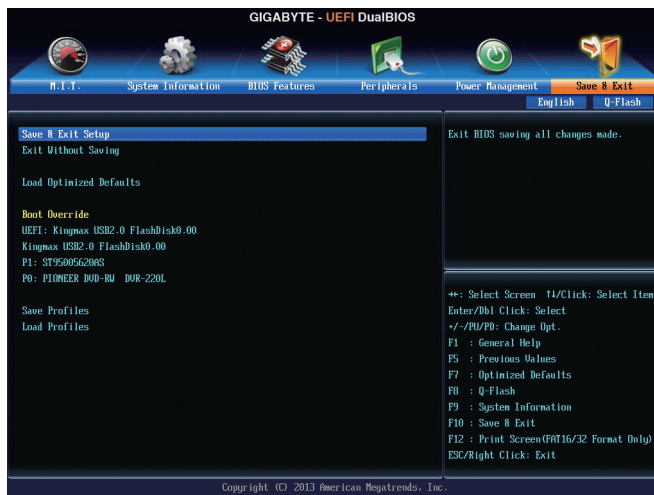 GIGABYTE - UEFI DualBIOS
M.I.T. System Information BIOS Features Peripherals Power Management Save & Exit
English Q-Flash
Save & Exit Setup
Exit Without Saving
Load Optimized Defaults
Boot Override
UEFI: Kingmax USB2.0 FlashDisk0.00
Kingmax USB2.0 FlashDisk0.00
P1: ST95005620AS
P0: PIONEER DVD-RW DVR-220L
Save Profiles
Load Profiles
Exit BIOS saving all changes made.
→←: Select Screen ↑↓/Click: Select Item
Enter/Dbl Click: Select
+/-/PU/PD: Change Opt.
F1 : General Help
F5 : Previous Values
F7 : Optimized Defaults
F8 : Q-Flash
F9 : System Information
F10 : Save & Exit
F12 : Print Screen(FAT16/32 Format Only)
ESC/Right Click: Exit
Copyright (C) 2013 American Megatrends, Inc.